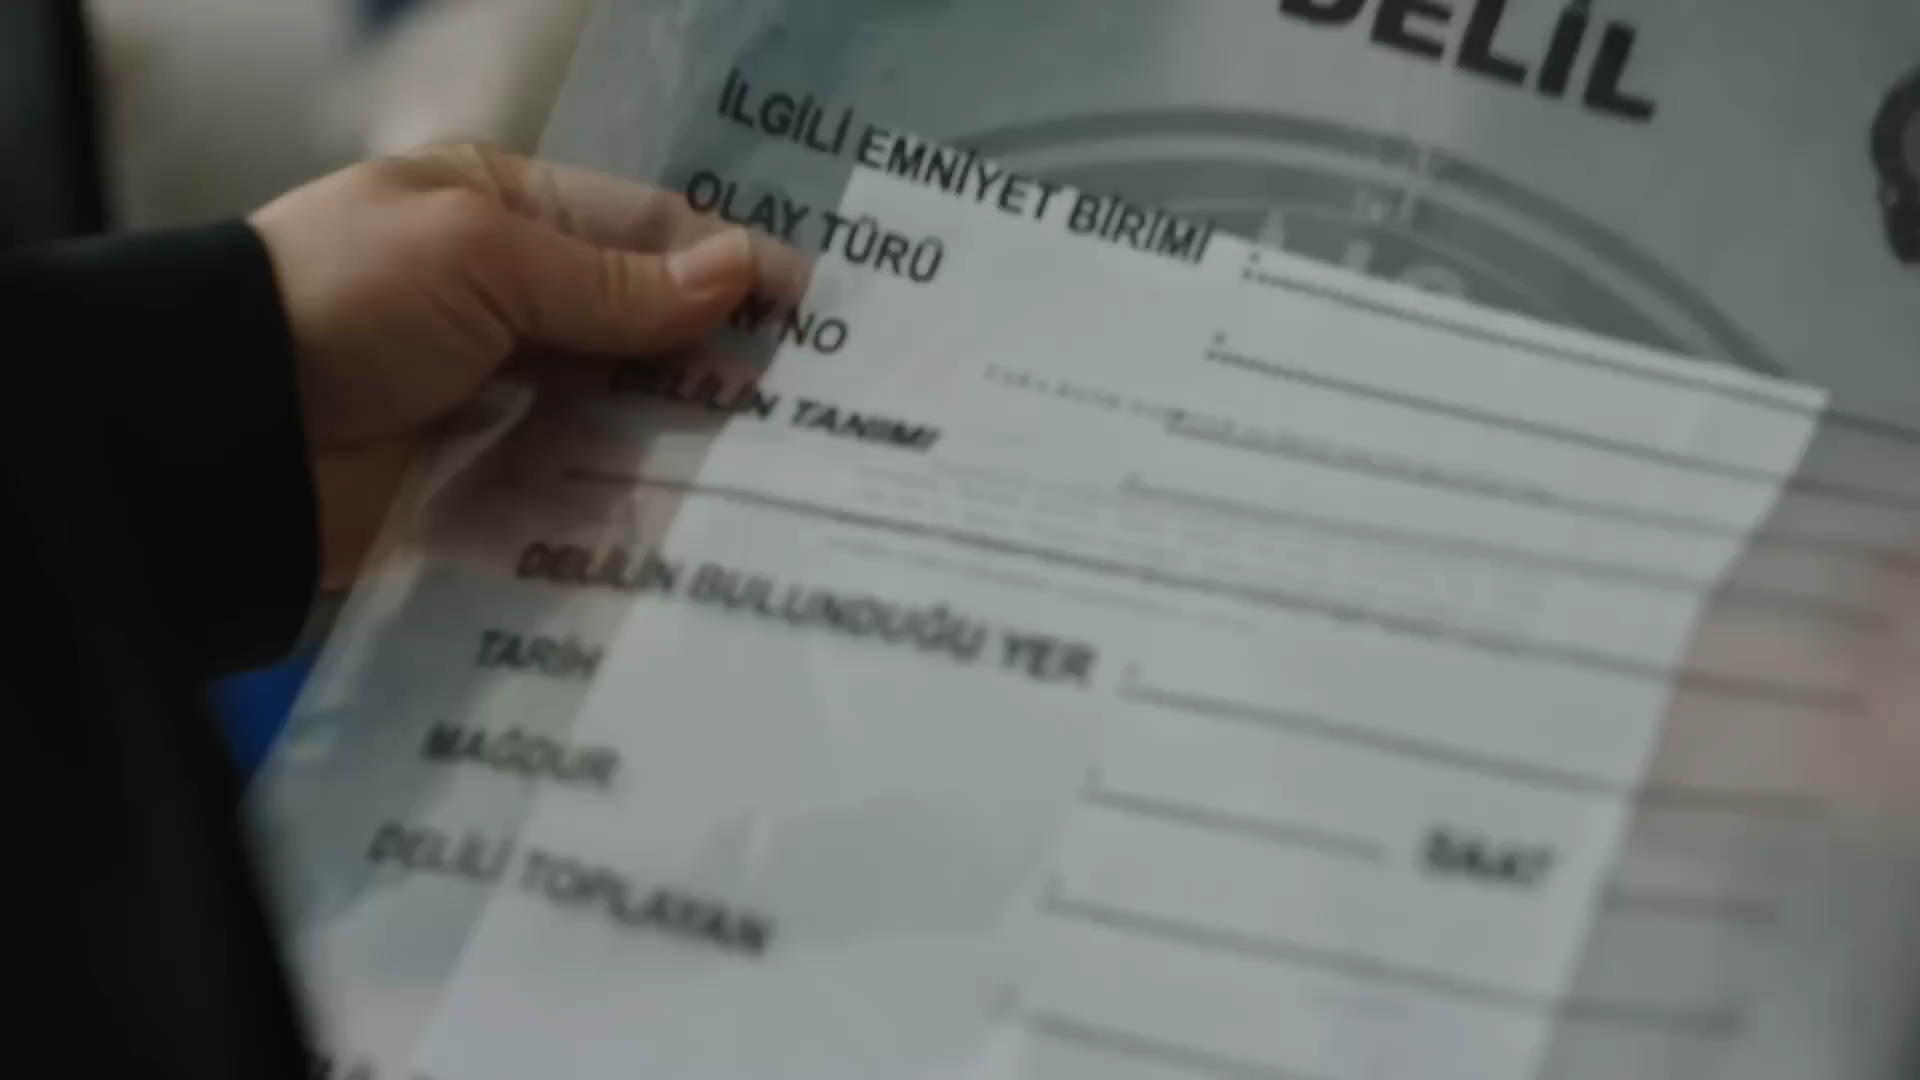 DELİL
İLGİLİ EMNİYET BİRİMİ :
OLAY TÜRÜ :
NO
DELİLİN TANIMI :
DELİLİN BULUNDUĞU YER :
TARİH : SAAT
MAĞDUR :
DELİLİ TOPLAYAN :